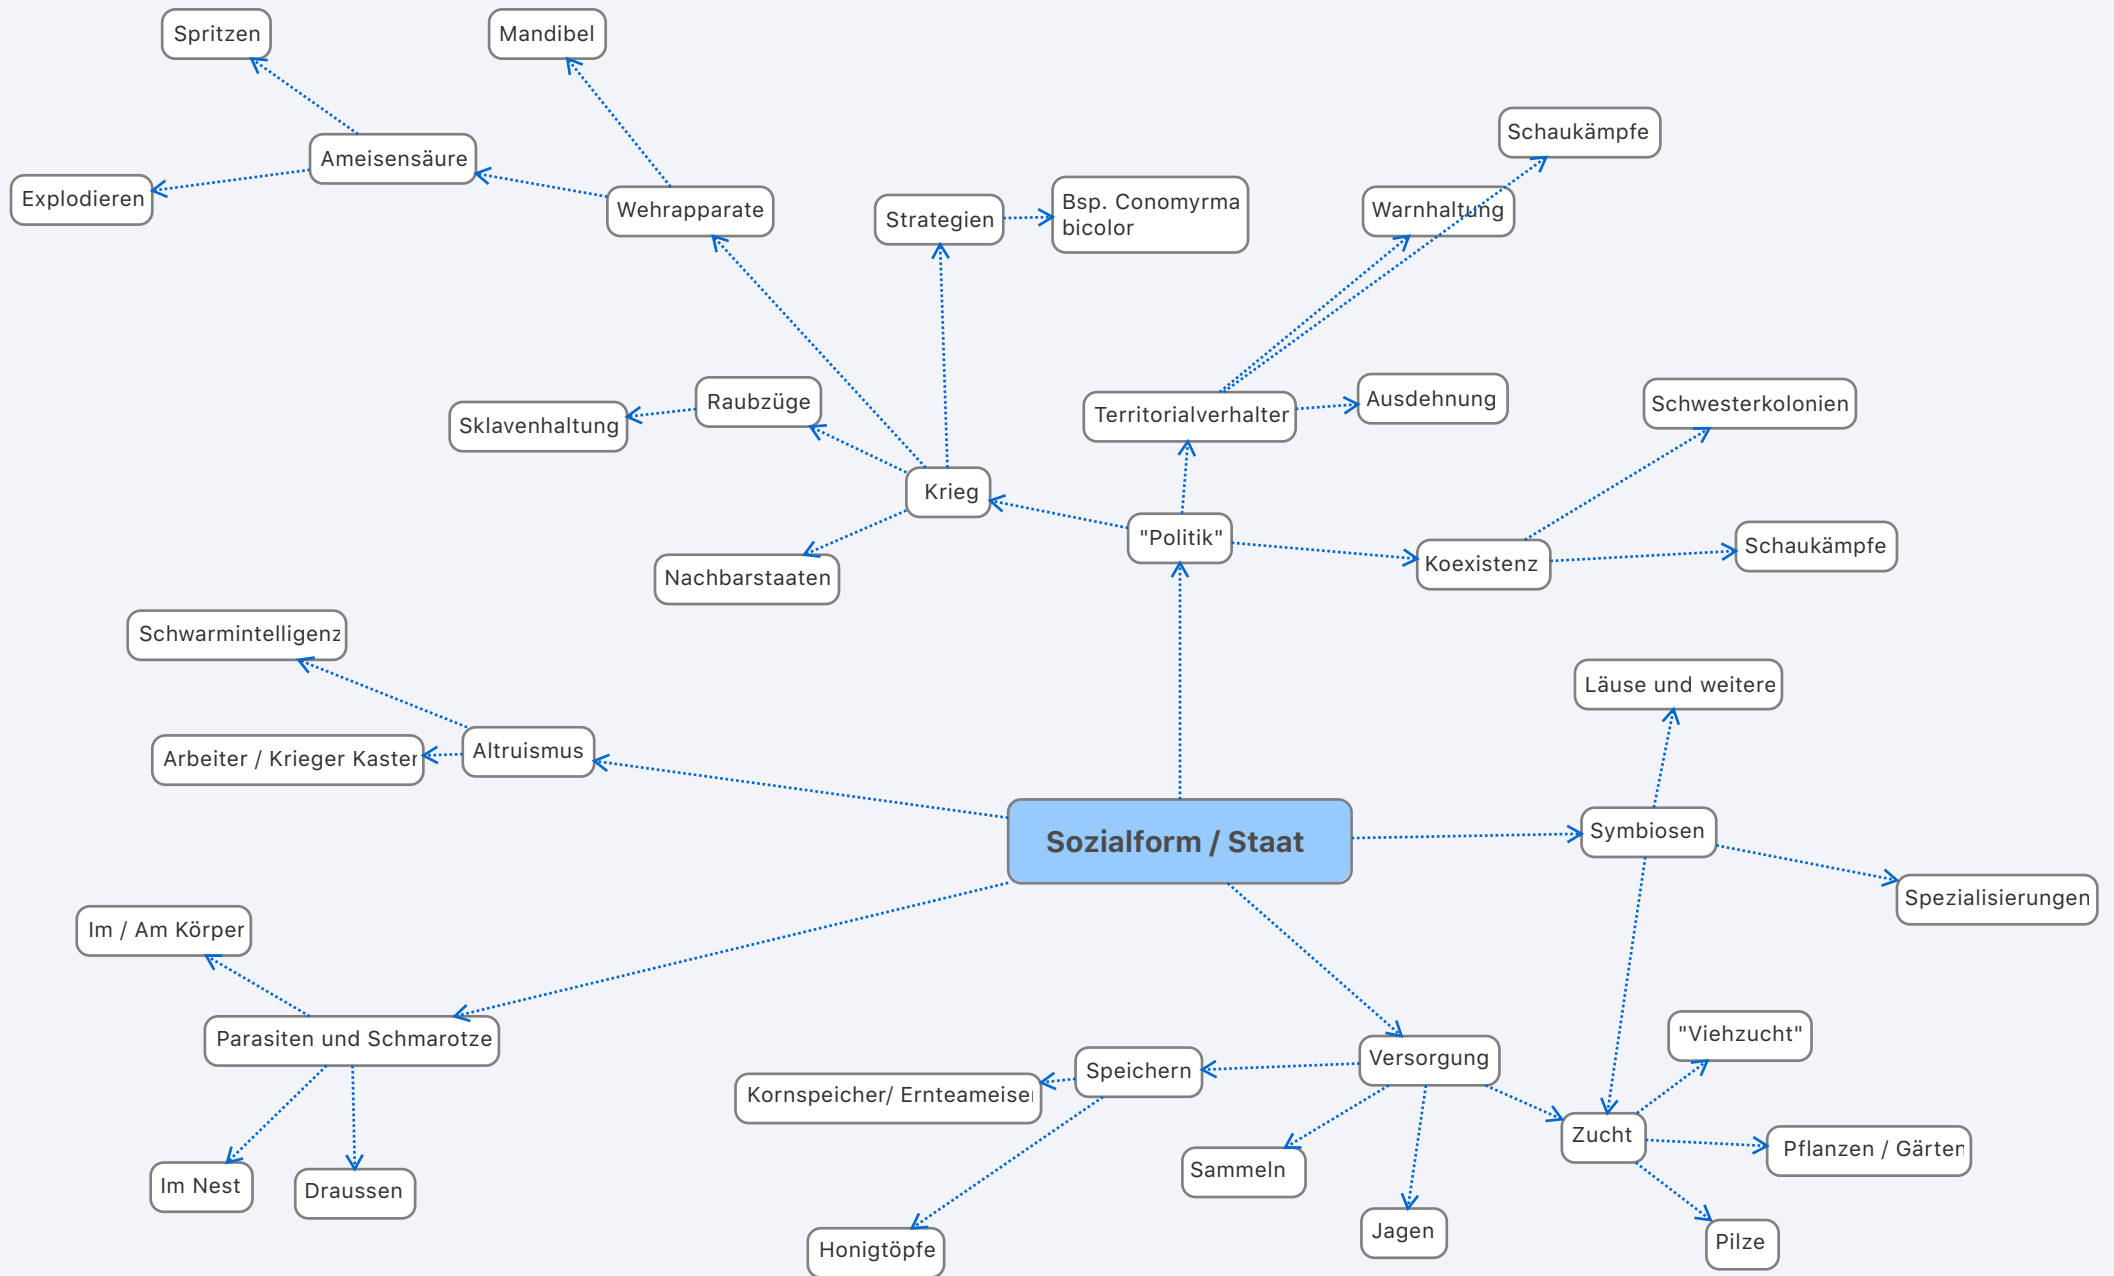 Spritzen
Mandibel
Schaukämpfe
Ameisensäure
Explodieren
Wehrapparate
Strategien
Bsp. Conomyrma
bicolor
Warnhaltung
Raubzüge
Sklavenhaltung
Territorialverhalter
Ausdehnung
Schwesterkolonien
Krieg
"Politik"
Nachbarstaaten
Koexistenz
Schaukämpfe
Schwarmintelligenz
Läuse und weitere
Arbeiter / Krieger Kaster
Altruismus
Sozialform / Staat
Symbiosen
Spezialisierungen
Im / Am Körper
Parasiten und Schmarotze
"Viehzucht"
Versorgung
Speichern
Kornspeicher/ Ernteameiser
Zucht
Pflanzen / Gärten
Sammeln
Im Nest
Draussen
Jagen
Pilze
Honigtöpfe